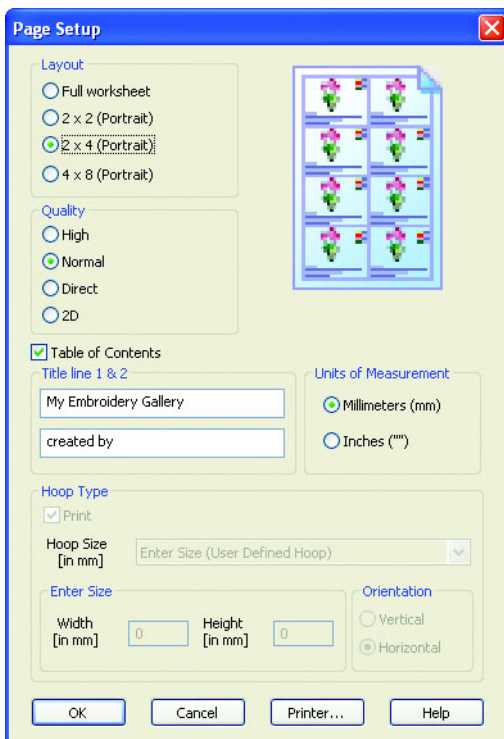 Page Setup
Layout
Full worksheet
2 x 2 (Portrait)
2 x 4 (Portrait)
4 x 8 (Portrait)
Quality
High
Normal
Direct
2D
Table of Contents
Title line 1 & 2
My Embroidery Gallery
created by
Units of Measurement
Millimeters (mm)
Inches ("")
Hoop Type
Print
Hoop Size
[in mm]
Enter Size (User Defined Hoop)
Enter Size
Width
[in mm]
0
Height
[in mm]
0
Orientation
Vertical
Horizontal
OK
Cancel
Printer...
Help